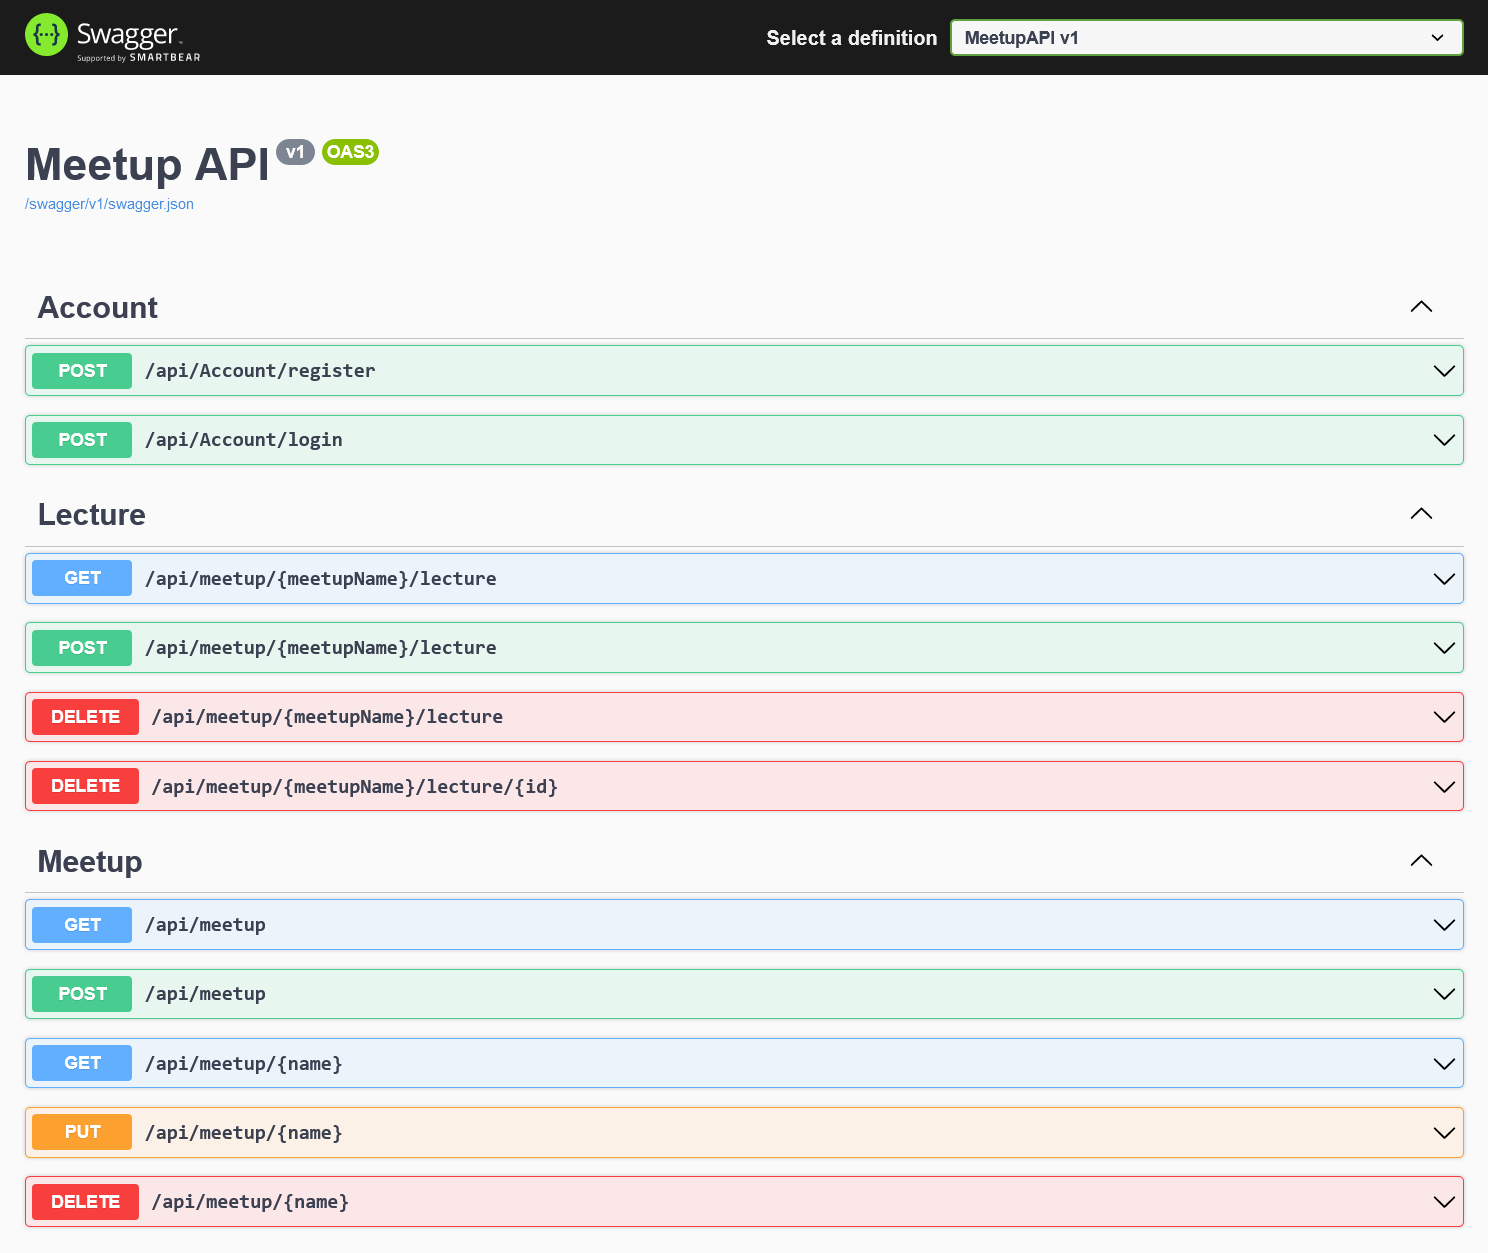 Swagger
Supported by SMARTBEAR
Select a definition
MeetupAPI v1
Meetup API v1 OAS3
/swagger/v1/swagger.json
Account
POST /api/Account/register
POST /api/Account/login
Lecture
GET /api/meetup/{meetupName}/lecture
POST /api/meetup/{meetupName}/lecture
DELETE /api/meetup/{meetupName}/lecture
DELETE /api/meetup/{meetupName}/lecture/{id}
Meetup
GET /api/meetup
POST /api/meetup
GET /api/meetup/{name}
PUT /api/meetup/{name}
DELETE /api/meetup/{name}